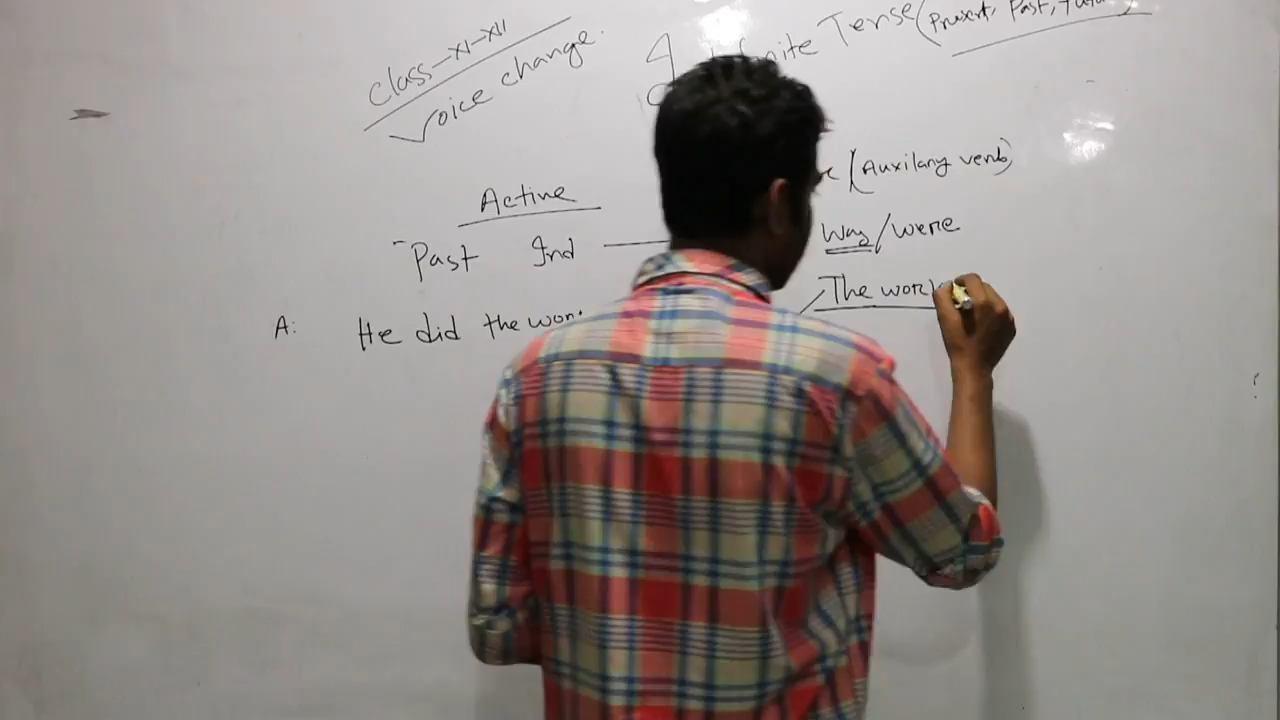 Class-XI-XII
Voice change.
Tense (Present, Past,
Active
(Auxilary verb)
Past Ind
Was/were
The work
A: He did the